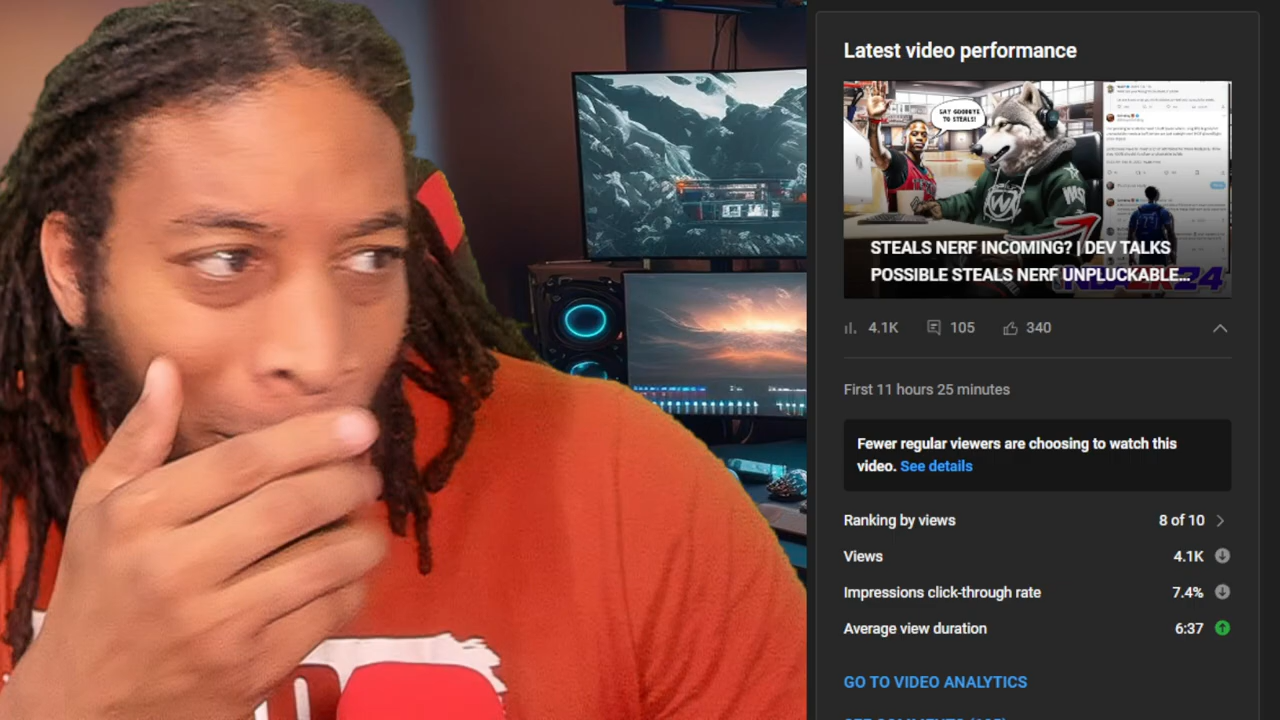 Latest video performance
SAY GOODBYE
TO STEALS!
STEALS NERF INCOMING? | DEV TALKS
POSSIBLE STEALS NERF UNPLUCKABLE...
4.1K 105 340
First 11 hours 25 minutes
Fewer regular viewers are choosing to watch this
video. See details
Ranking by views 8 of 10
Views 4.1K
Impressions click-through rate 7.4%
Average view duration 6:37
GO TO VIDEO ANALYTICS